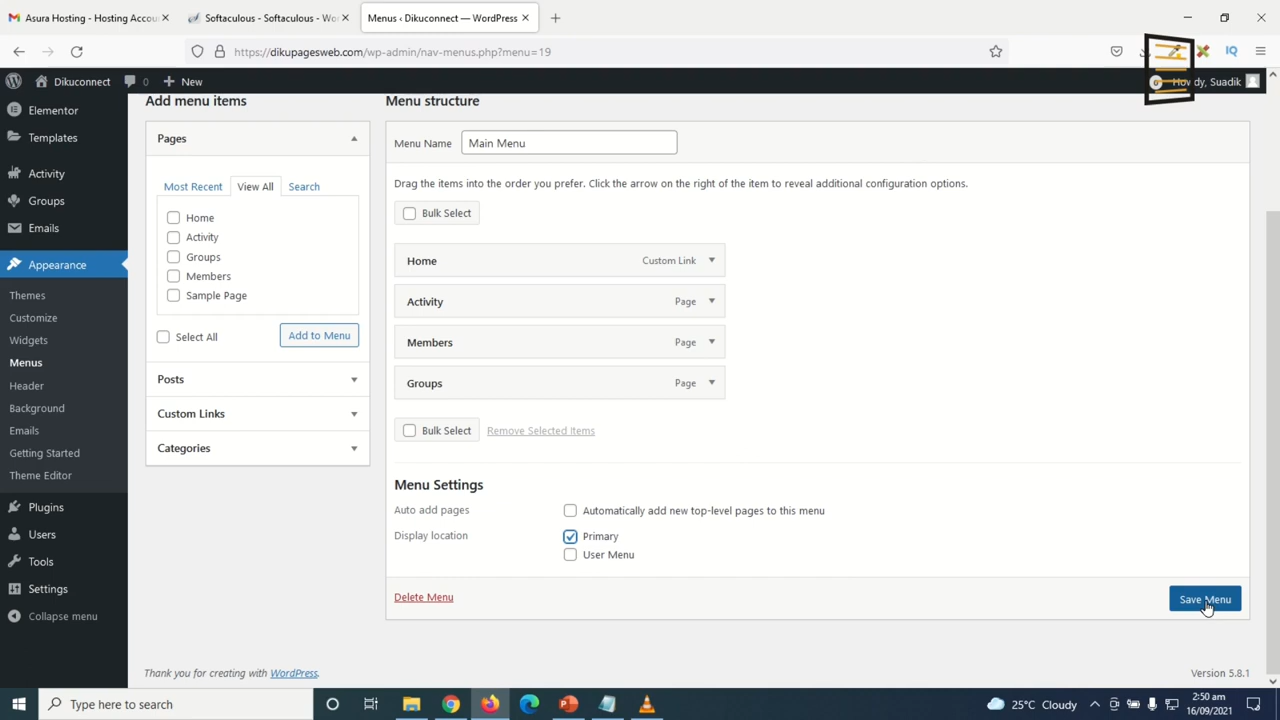 Asura Hosting - Hosting Accou
Softaculous - Softaculous - Wo
Menus ‹ Dikuconnect — WordPress
https://dikupagesweb.com/wp-admin/nav-menus.php?menu=19
IQ
Dikuconnect
0
New
dy, Suadik
Elementor
Templates
Activity
Groups
Emails
Appearance
Themes
Customize
Widgets
Menus
Header
Background
Emails
Getting Started
Theme Editor
Plugins
Users
Tools
Settings
Collapse menu
Add menu items
Pages
Most Recent
View All
Search
Home
Activity
Groups
Members
Sample Page
Select All
Add to Menu
Posts
Custom Links
Categories
Menu structure
Menu Name
Main Menu
Drag the items into the order you prefer. Click the arrow on the right of the item to reveal additional configuration options.
Bulk Select
Home Custom Link
Activity Page
Members Page
Groups Page
Bulk Select
Remove Selected Items
Menu Settings
Auto add pages
Automatically add new top-level pages to this menu
Display location
Primary
User Menu
Delete Menu
Save Menu
Thank you for creating with WordPress.
Version 5.8.1
Type here to search
25°C Cloudy
2:50 am
16/09/2021